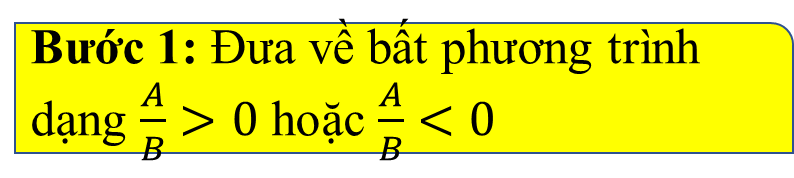 Bước 1: Đưa về bất phương trình
dạng A/B > 0 hoặc A/B < 0